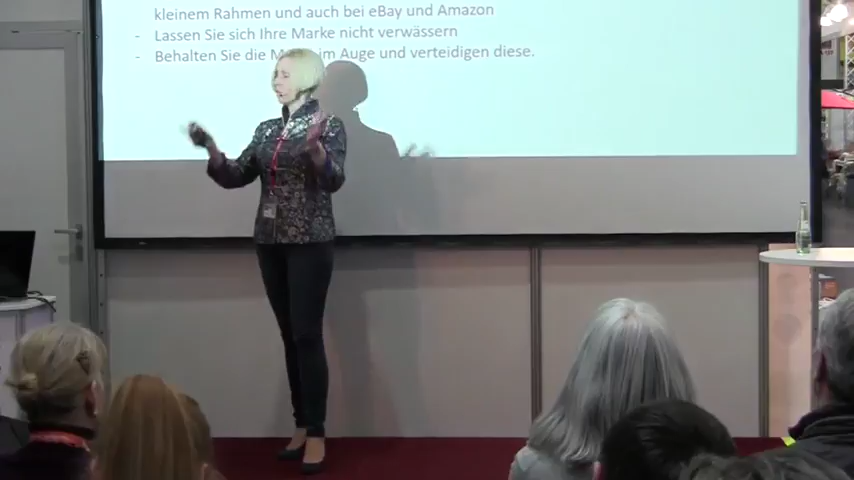 kleinem Rahmen und auch bei eBay und Amazon
- Lassen Sie sich Ihre Marke nicht verwässern
- Behalten Sie die M im Auge und verteidigen diese.